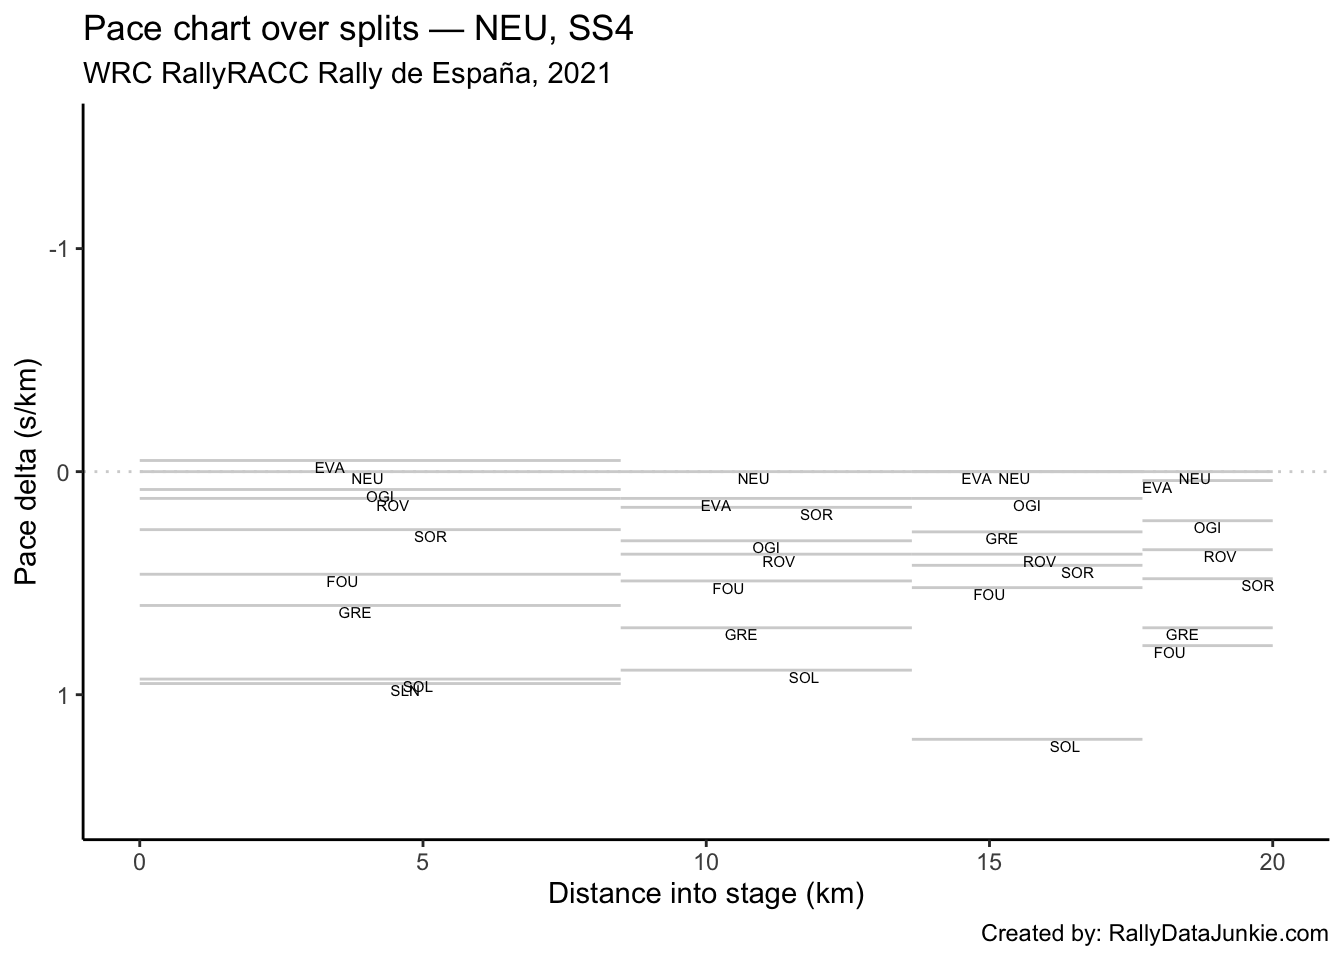 Pace chart over splits — NEU, SS4
WRC RallyRACC Rally de España, 2021
Pace delta (s/km)
-1
0
1
EVA
NEU
OGI
ROV
SOR
FOU
GRE
SOL
SLN
NEU
EVA
SOR
OGI
ROV
FOU
GRE
SOL
EVA NEU
OGI
GRE
ROV
SOR
FOU
SOL
NEU
EVA
OGI
ROV
SOR
GRE
FOU
0 5 10 15 20
Distance into stage (km)
Created by: RallyDataJunkie.com